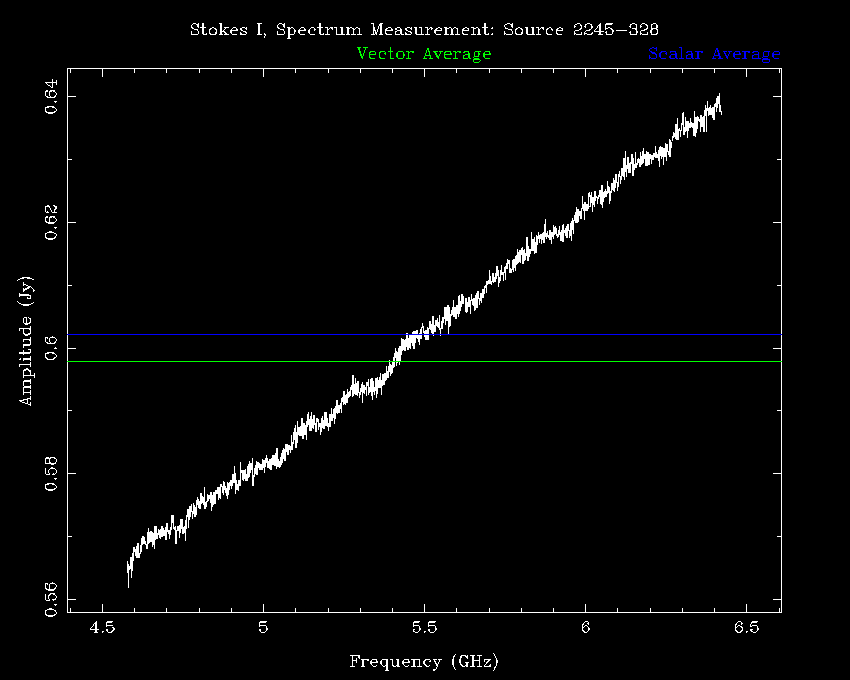 Stokes I, Spectrum Measurement: Source 2245-328
Vector Average Scalar Average
0.64
0.62
0.6
0.58
0.56
Amplitude (Jy)
4.5 5 5.5 6 6.5
Frequency (GHz)